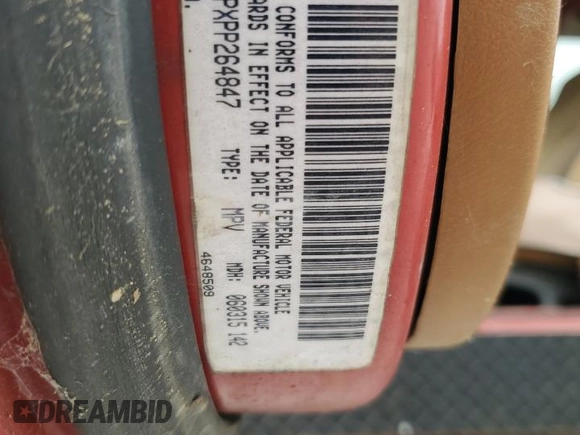 CONFORMS TO ALL APPLICABLE FEDERAL MOTOR VEHICLE
ARDS IN EFFECT ON THE DATE OF MANUFACTURE SHOWN ABOVE.
PXPP264847 TYPE: MPV MDH: 060315 142
4648509
DREAMBID